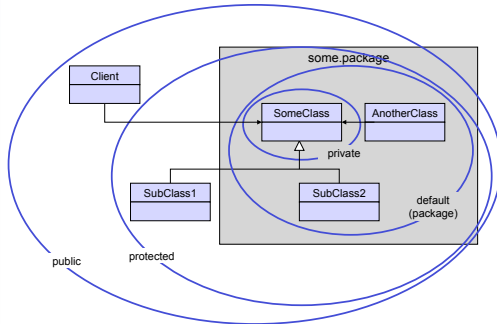 some.package
Client
SomeClass
AnotherClass
private
SubClass1
SubClass2
default
(package)
protected
public